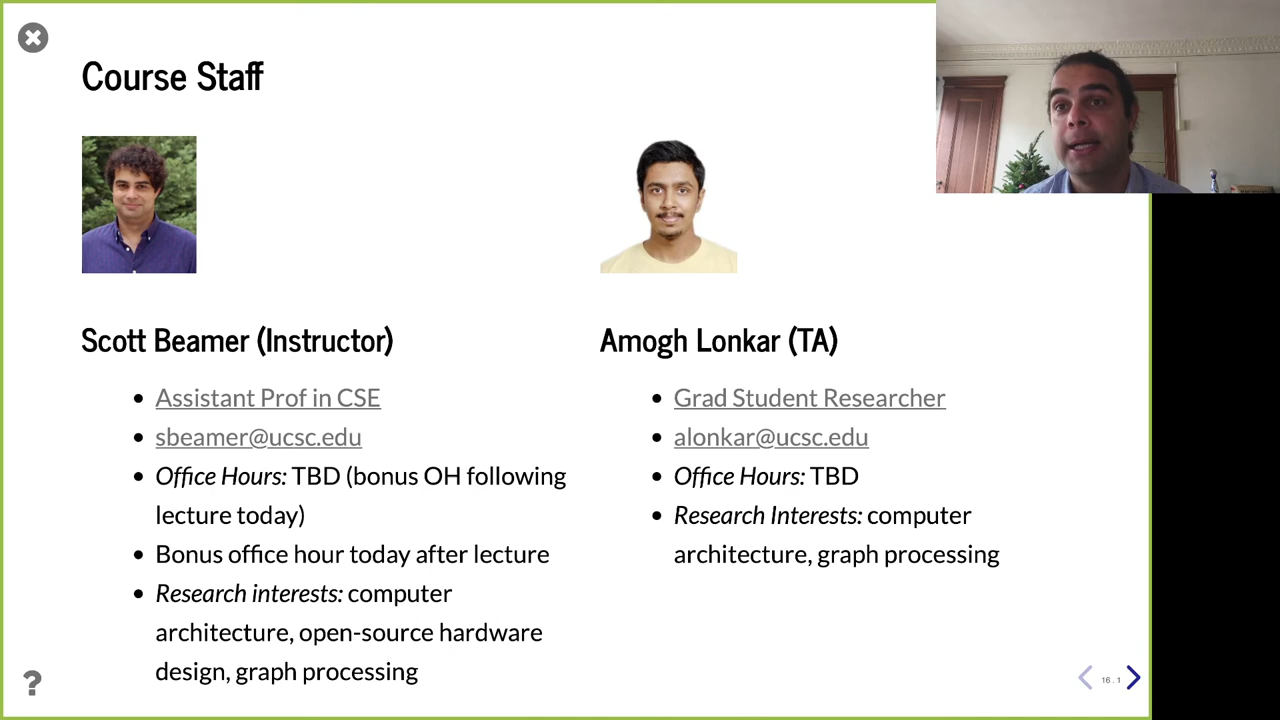 Course Staff
Scott Beamer (Instructor)
Assistant Prof in CSE
sbeamer@ucsc.edu
Office Hours: TBD (bonus OH following
lecture today)
Bonus office hour today after lecture
Research interests: computer
architecture, open-source hardware
design, graph processing
Amogh Lonkar (TA)
Grad Student Researcher
alonkar@ucsc.edu
Office Hours: TBD
Research Interests: computer
architecture, graph processing
?
16 . 1